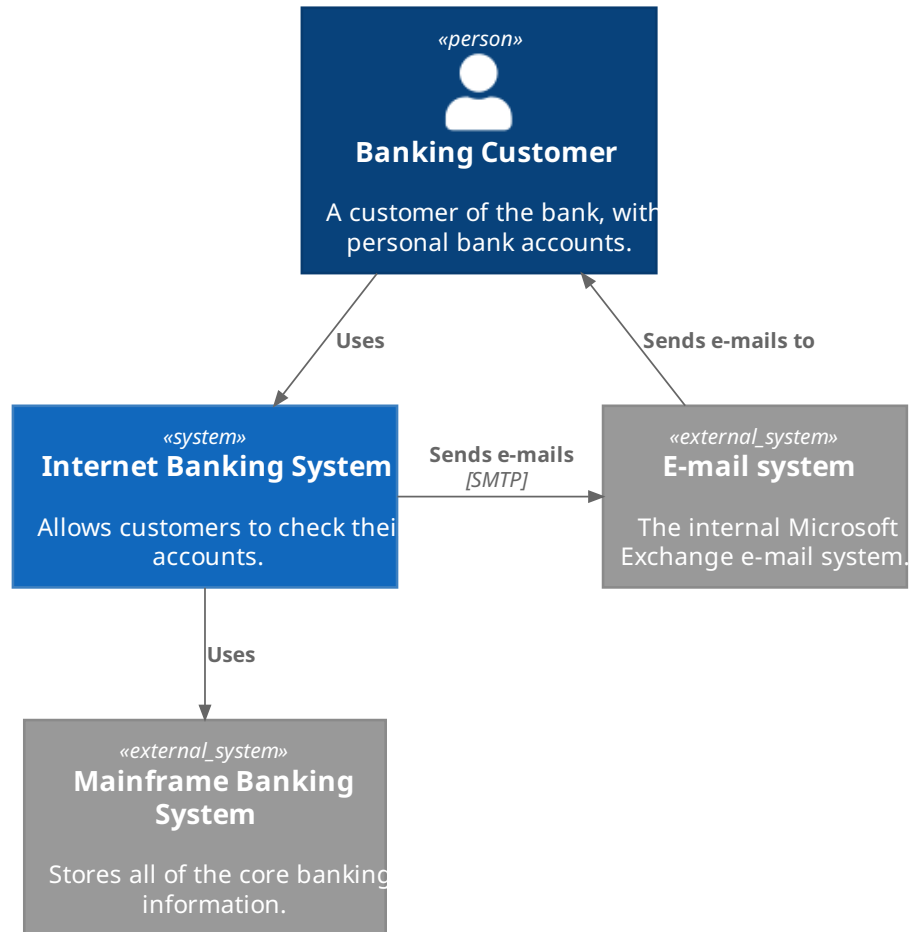 «person»
Banking Customer
A customer of the bank, with
personal bank accounts.
Uses
Sends e-mails to
«system»
Internet Banking System
Allows customers to check thei
accounts.
Sends e-mails
[SMTP]
«external_system»
E-mail system
The internal Microsoft
Exchange e-mail system.
Uses
«external_system»
Mainframe Banking
System
Stores all of the core banking
information.